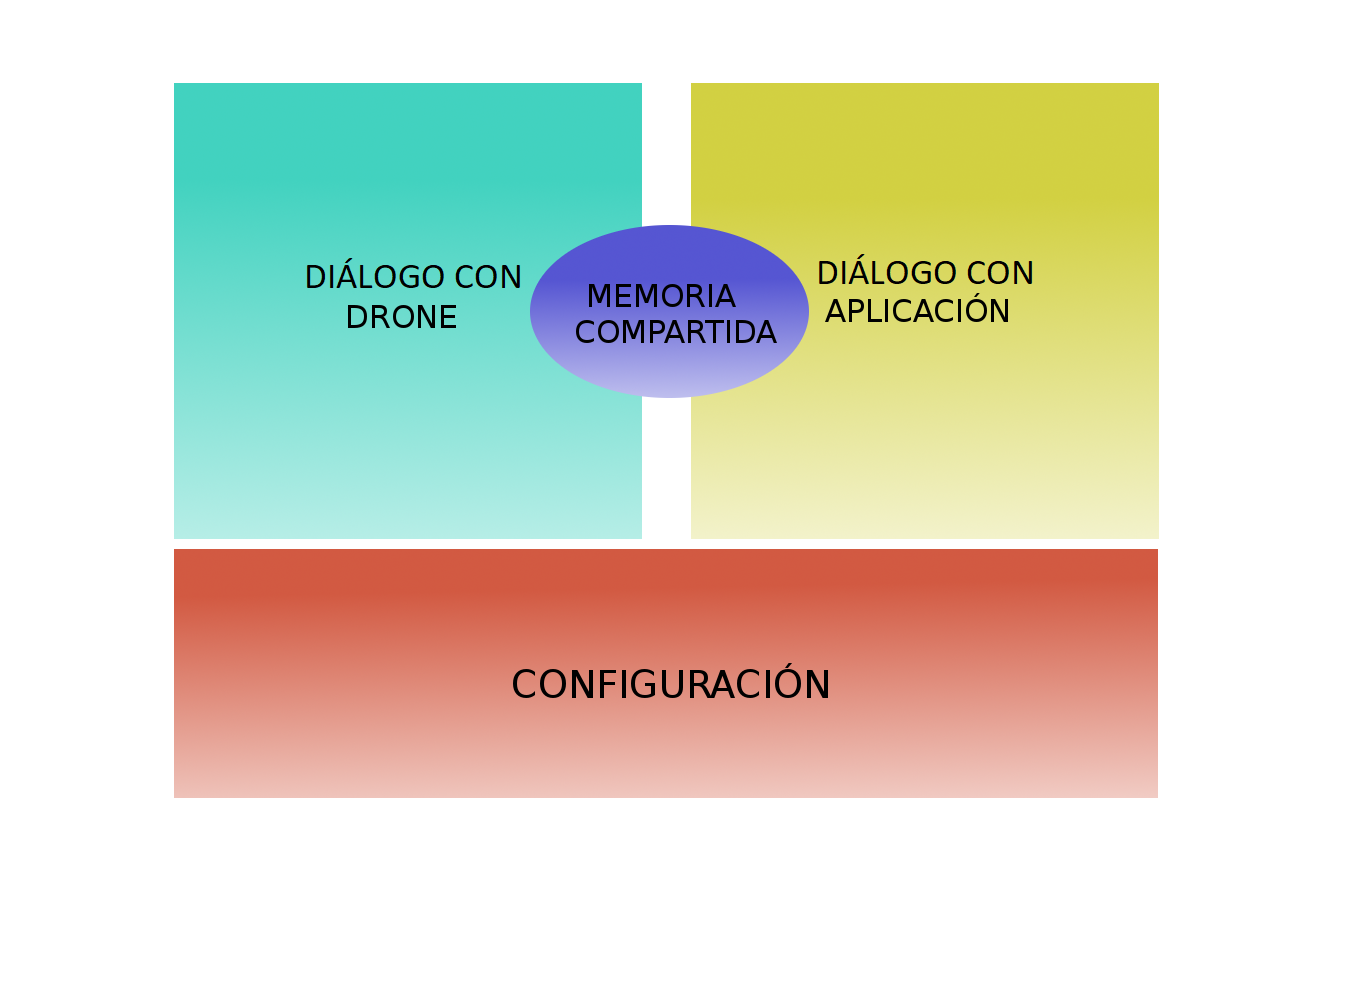 DIÁLOGO CON
DRONE
MEMORIA
COMPARTIDA
DIÁLOGO CON
APLICACIÓN
CONFIGURACIÓN